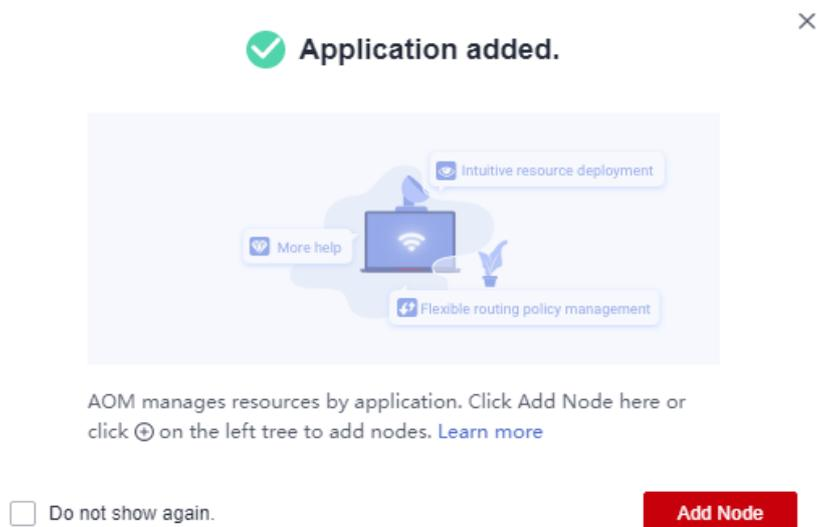 Application added.
Intuitive resource deployment
More help
Flexible routing policy management
AOM manages resources by application. Click Add Node here or
click ⊕ on the left tree to add nodes. Learn more
Do not show again.
Add Node